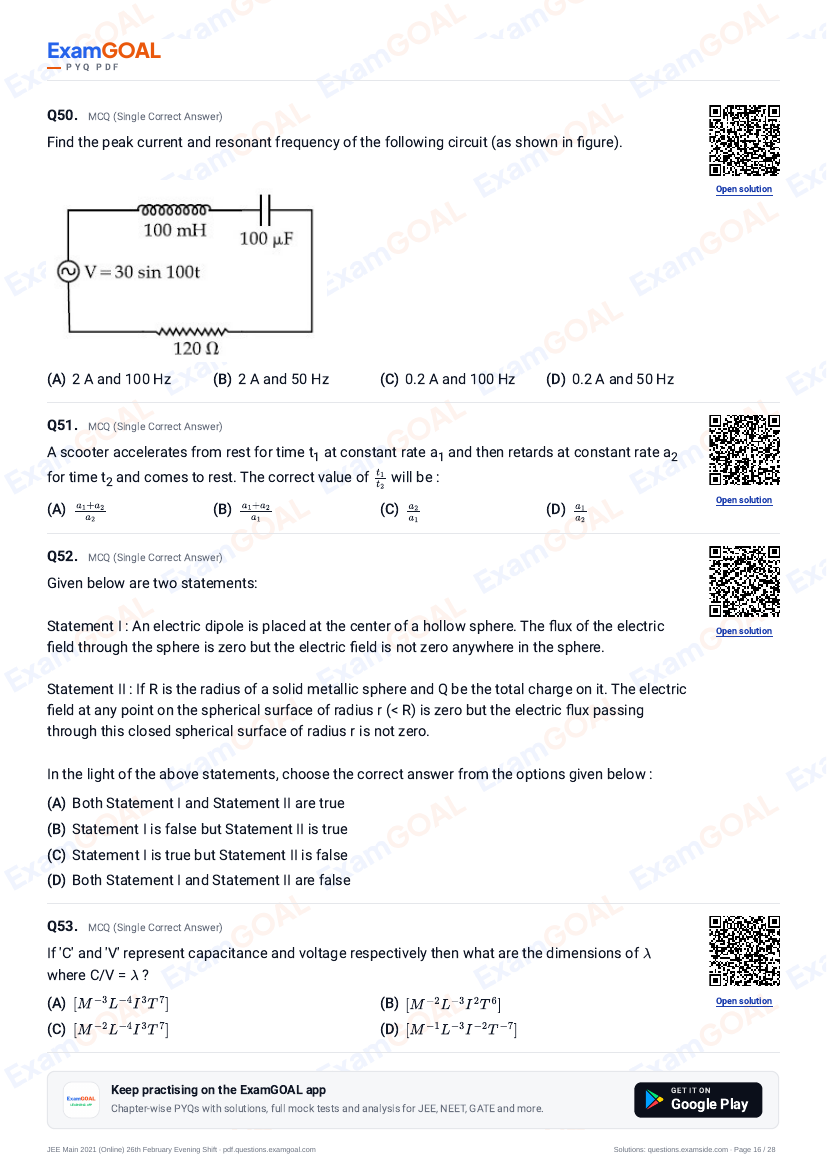 ExamGOAL
PYQ PDF
Q50. MCQ (Single Correct Answer)
Find the peak current and resonant frequency of the following circuit (as shown in figure).
Open solution
100 mH
100 μF
V = 30 sin 100t
120 Ω
(A) 2 A and 100 Hz (B) 2 A and 50 Hz (C) 0.2 A and 100 Hz (D) 0.2 A and 50 Hz
Q51. MCQ (Single Correct Answer)
A scooter accelerates from rest for time t₁ at constant rate a₁ and then retards at constant rate a₂
for time t₂ and comes to rest. The correct value of t₁/t₂ will be :
Open solution
(A) (a₁+a₂)/a₂ (B) (a₁+a₂)/a₁ (C) a₂/a₁ (D) a₁/a₂
Q52. MCQ (Single Correct Answer)
Given below are two statements:
Open solution
Statement I : An electric dipole is placed at the center of a hollow sphere. The flux of the electric
field through the sphere is zero but the electric field is not zero anywhere in the sphere.
Statement II : If R is the radius of a solid metallic sphere and Q be the total charge on it. The electric
field at any point on the spherical surface of radius r (< R) is zero but the electric flux passing
through this closed spherical surface of radius r is not zero.
In the light of the above statements, choose the correct answer from the options given below :
(A) Both Statement I and Statement II are true
(B) Statement I is false but Statement II is true
(C) Statement I is true but Statement II is false
(D) Both Statement I and Statement II are false
Q53. MCQ (Single Correct Answer)
If 'C' and 'V' represent capacitance and voltage respectively then what are the dimensions of λ
where C/V = λ ?
Open solution
(A) [M⁻³L⁻⁴I³T⁷] (B) [M⁻²L⁻³I²T⁶]
(C) [M⁻²L⁻⁴I³T⁷] (D) [M⁻¹L⁻³I⁻²T⁻⁷]
ExamGOAL
Keep practising on the ExamGOAL app
Chapter-wise PYQs with solutions, full mock tests and analysis for JEE, NEET, GATE and more.
GET IT ON
Google Play
JEE Main 2021 (Online) 26th February Evening Shift · pdf.questions.examgoal.com
Solutions: questions.examside.com · Page 16 / 28